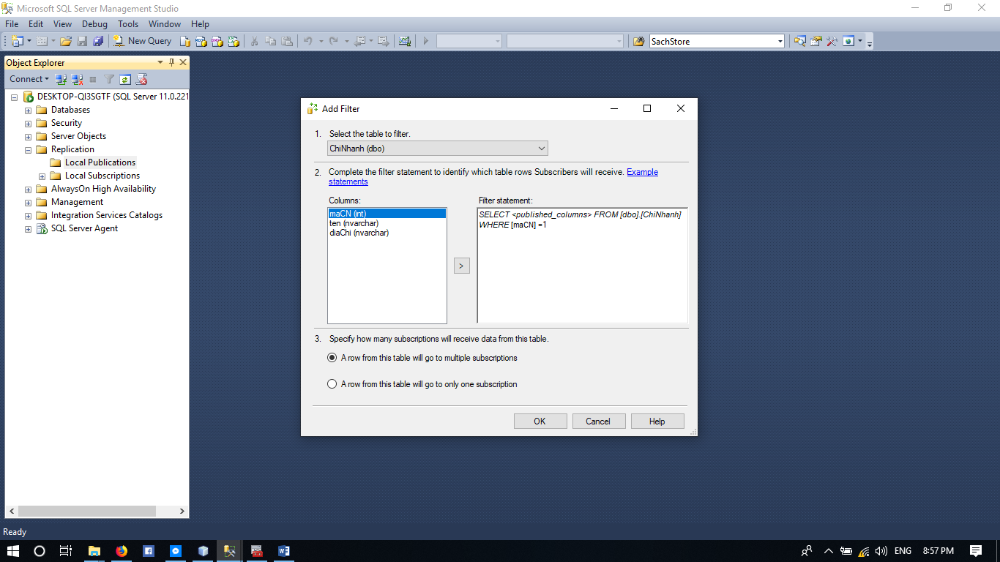 Microsoft SQL Server Management Studio
File Edit View Debug Tools Window Help
New Query
SachStore
Object Explorer
Connect
DESKTOP-QI3SGTF (SQL Server 11.0.221
Databases
Security
Server Objects
Replication
Local Publications
Local Subscriptions
AlwaysOn High Availability
Management
Integration Services Catalogs
SQL Server Agent
Add Filter
1. Select the table to filter.
ChiNhanh (dbo)
2. Complete the filter statement to identify which table rows Subscribers will receive. Example
statements
Columns:
maCN (int)
ten (nvarchar)
diaChi (nvarchar)
>
Filter statement:
SELECT <published_columns> FROM [dbo].[ChiNhanh]
WHERE [maCN] =1
3. Specify how many subscriptions will receive data from this table.
A row from this table will go to multiple subscriptions
A row from this table will go to only one subscription
OK Cancel Help
Ready
ENG 8:57 PM